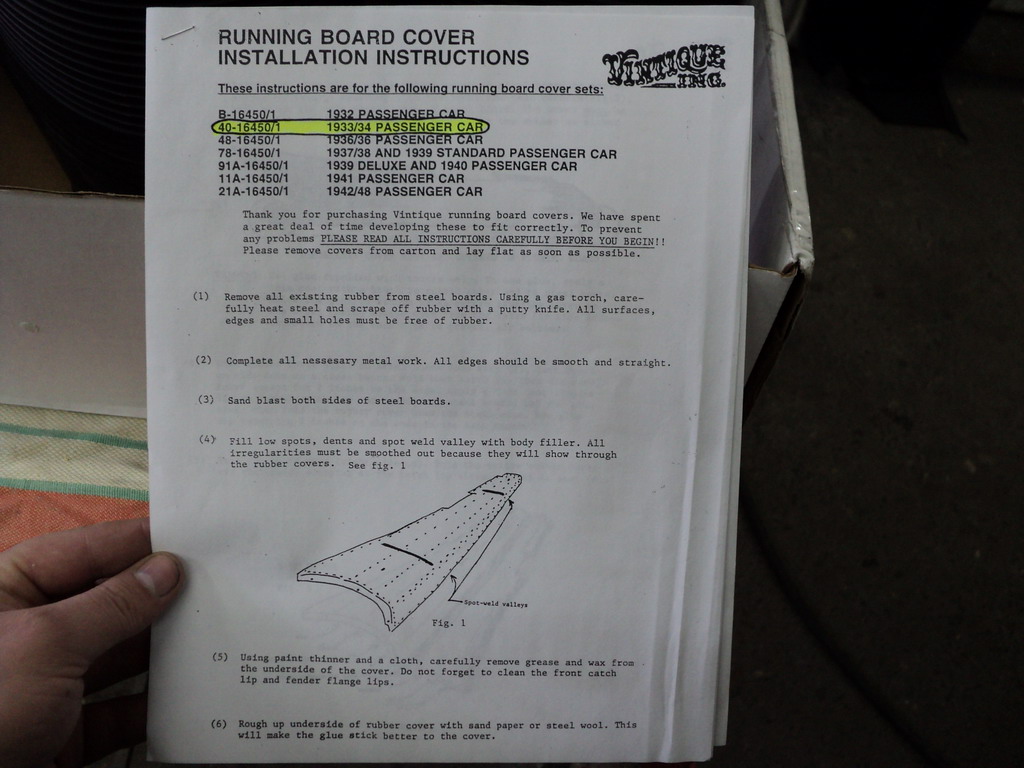 RUNNING BOARD COVER
INSTALLATION INSTRUCTIONS
VINTIQUE
INC.
These instructions are for the following running board cover sets:
B-16450/1 1932 PASSENGER CAR
40-16450/1 1933/34 PASSENGER CAR
48-16450/1 1936/36 PASSENGER CAR
78-16450/1 1937/38 AND 1939 STANDARD PASSENGER CAR
91A-16450/1 1939 DELUXE AND 1940 PASSENGER CAR
11A-16450/1 1941 PASSENGER CAR
21A-16450/1 1942/48 PASSENGER CAR
Thank you for purchasing Vintique running board covers. We have spent
a great deal of time developing these to fit correctly. To prevent
any problems PLEASE READ ALL INSTRUCTIONS CAREFULLY BEFORE YOU BEGIN!!
Please remove covers from carton and lay flat as soon as possible.
(1) Remove all existing rubber from steel boards. Using a gas torch, care-
fully heat steel and scrape off rubber with a putty knife. All surfaces,
edges and small holes must be free of rubber.
(2) Complete all nessesary metal work. All edges should be smooth and straight.
(3) Sand blast both sides of steel boards.
(4) Fill low spots, dents and spot weld valley with body filler. All
irregularities must be smoothed out because they will show through
the rubber covers. See fig. 1
Spot-weld valleys
Fig. 1
(5) Using paint thinner and a cloth, carefully remove grease and wax from
the underside of the cover. Do not forget to clean the front catch
lip and fender flange lips.
(6) Rough up underside of rubber cover with sand paper or steel wool. This
will make the glue stick better to the cover.